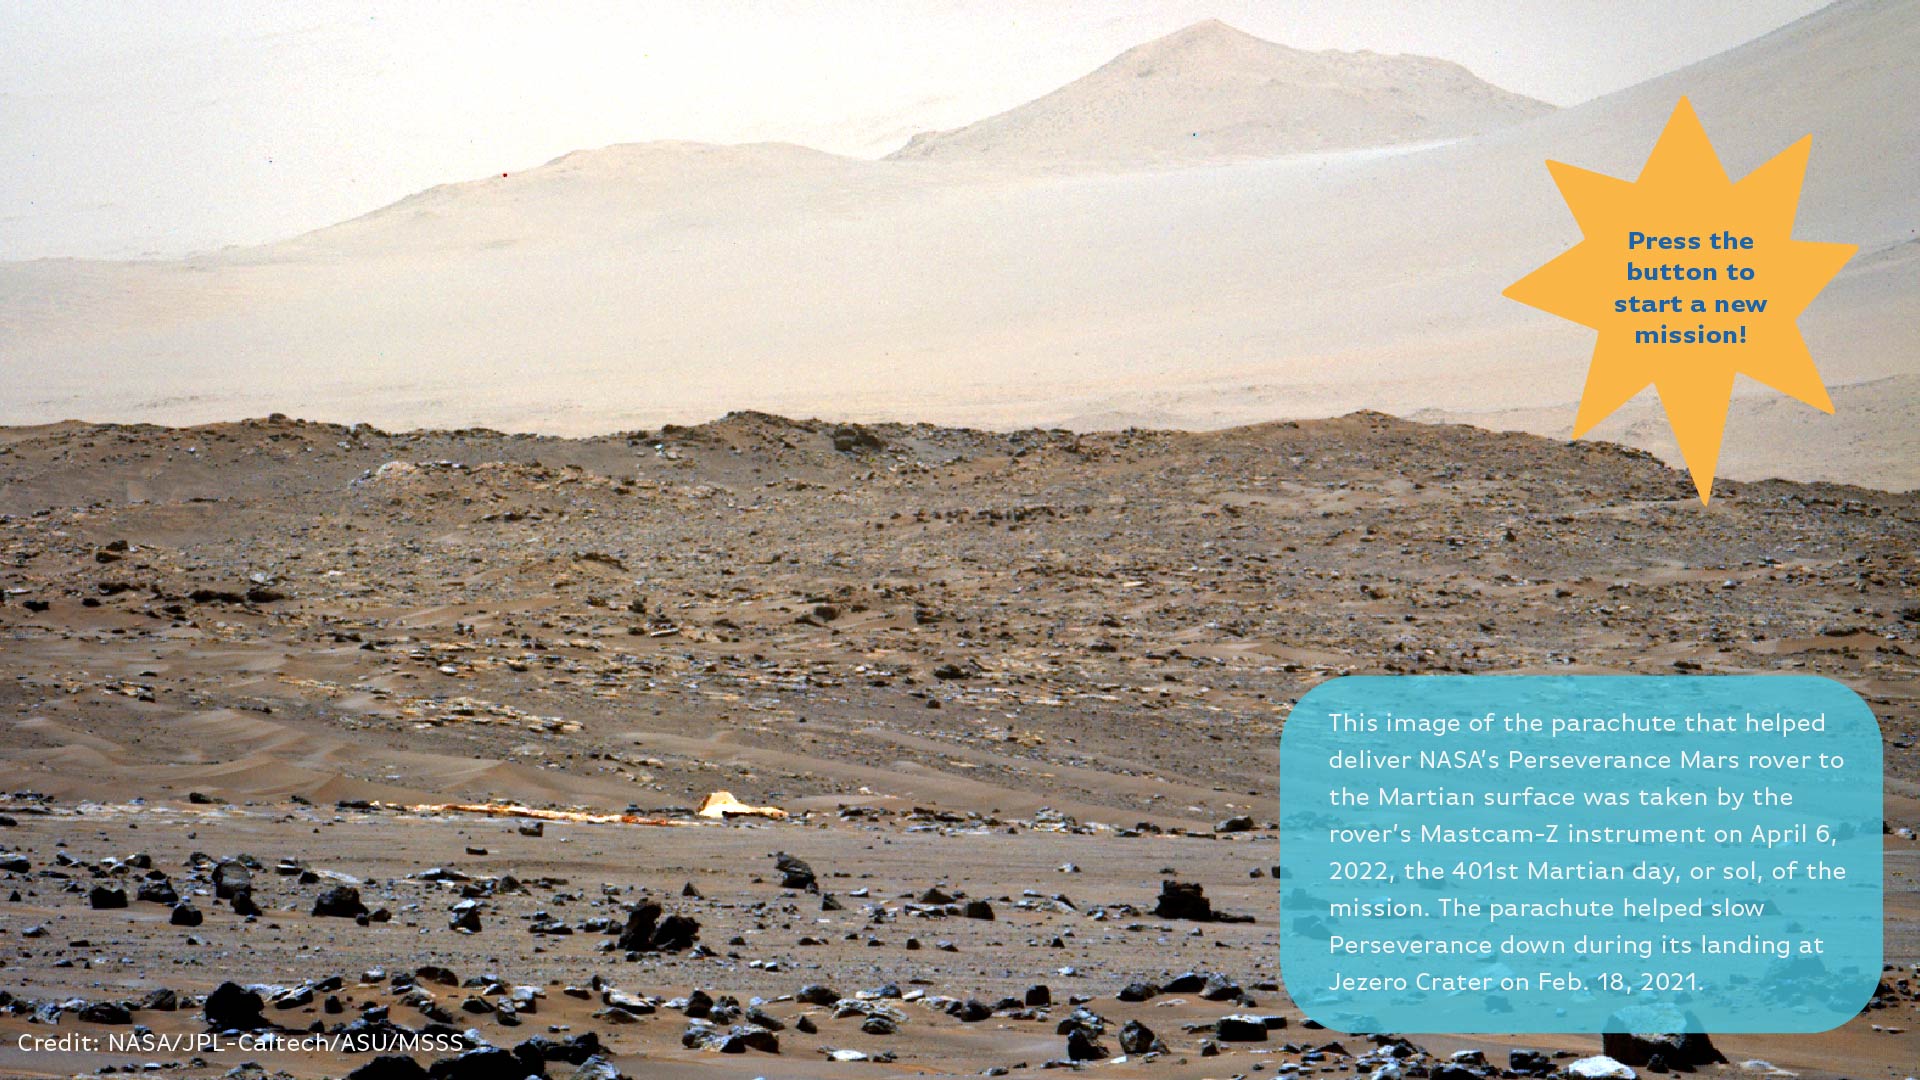 Press the
button to
start a new
mission!
This image of the parachute that helped
deliver NASA's Perseverance Mars rover to
the Martian surface was taken by the
rover's Mastcam-Z instrument on April 6,
2022, the 401st Martian day, or sol, of the
mission. The parachute helped slow
Perseverance down during its landing at
Jezero Crater on Feb. 18, 2021.
Credit: NASA/JPL-Caltech/ASU/MSSS